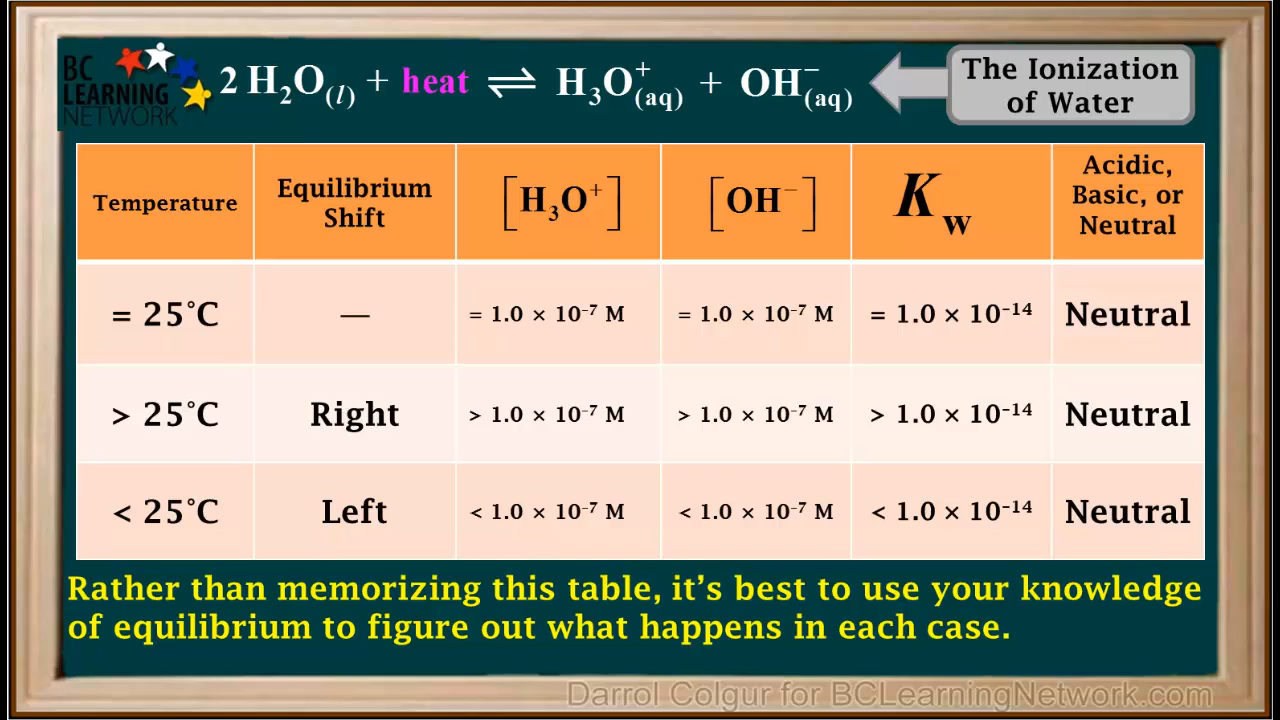 BC
LEARNING
NETWORK
2 H₂O(l) + heat ⇌ H₃O⁺(aq) + OH⁻(aq)
The Ionization
of Water
Temperature
Equilibrium
Shift
[H₃O⁺]
[OH⁻]
Kw
Acidic,
Basic, or
Neutral
= 25°C — = 1.0 × 10⁻⁷ M = 1.0 × 10⁻⁷ M = 1.0 × 10⁻¹⁴ Neutral
> 25°C Right > 1.0 × 10⁻⁷ M > 1.0 × 10⁻⁷ M > 1.0 × 10⁻¹⁴ Neutral
< 25°C Left < 1.0 × 10⁻⁷ M < 1.0 × 10⁻⁷ M < 1.0 × 10⁻¹⁴ Neutral
Rather than memorizing this table, it’s best to use your knowledge
of equilibrium to figure out what happens in each case.
Darrol Colgur for BCLearningNetwork.com